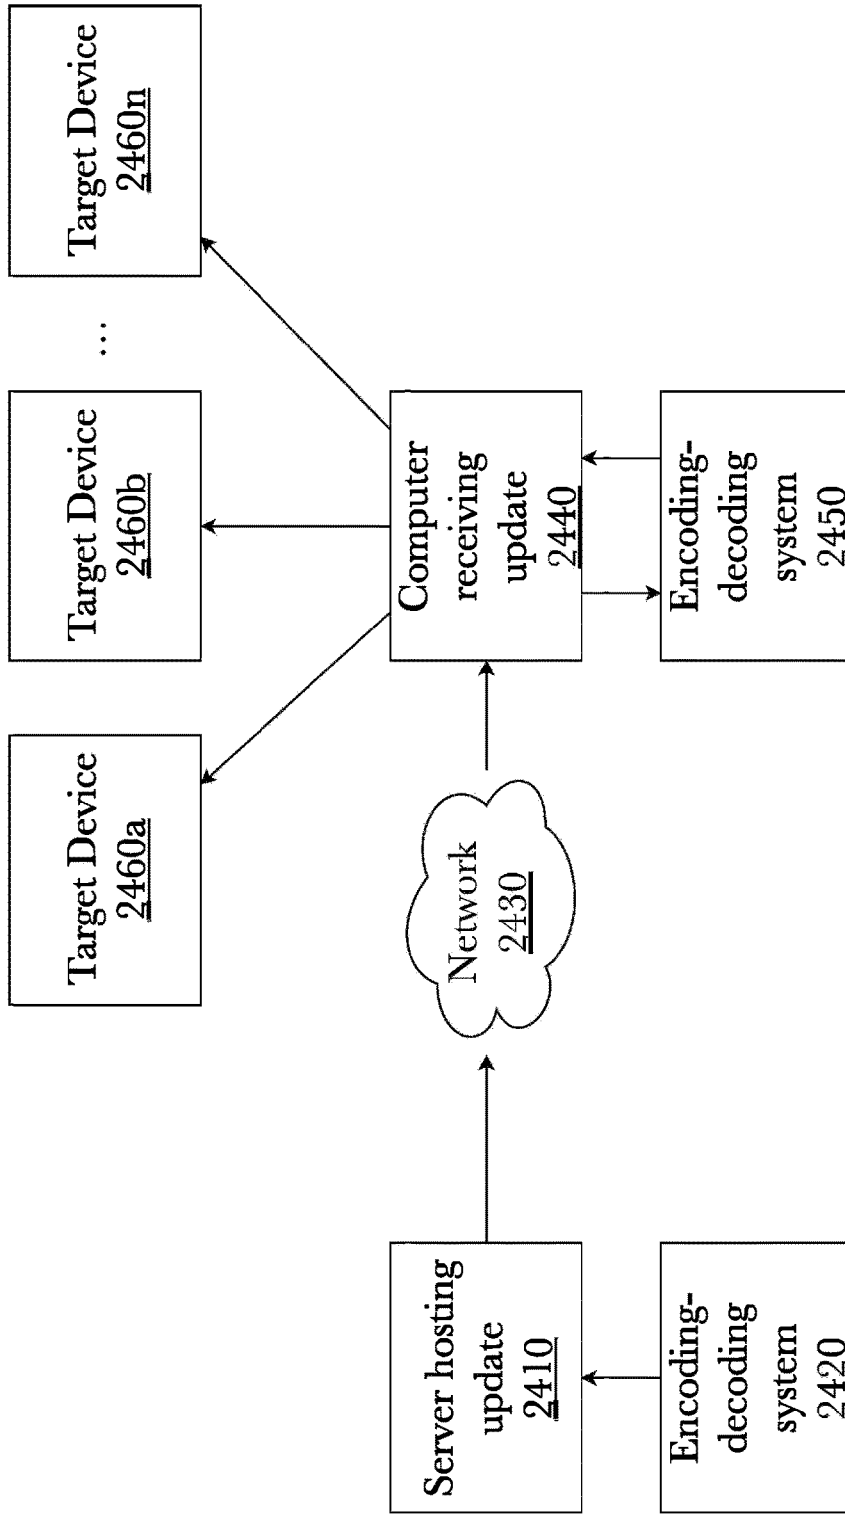 Target Device
2460a
Target Device
2460b
...
Target Device
2460n
Server hosting
update
2410
Network
2430
Computer
receiving
update
2440
Encoding-
decoding
system
2420
Encoding-
decoding
system
2450